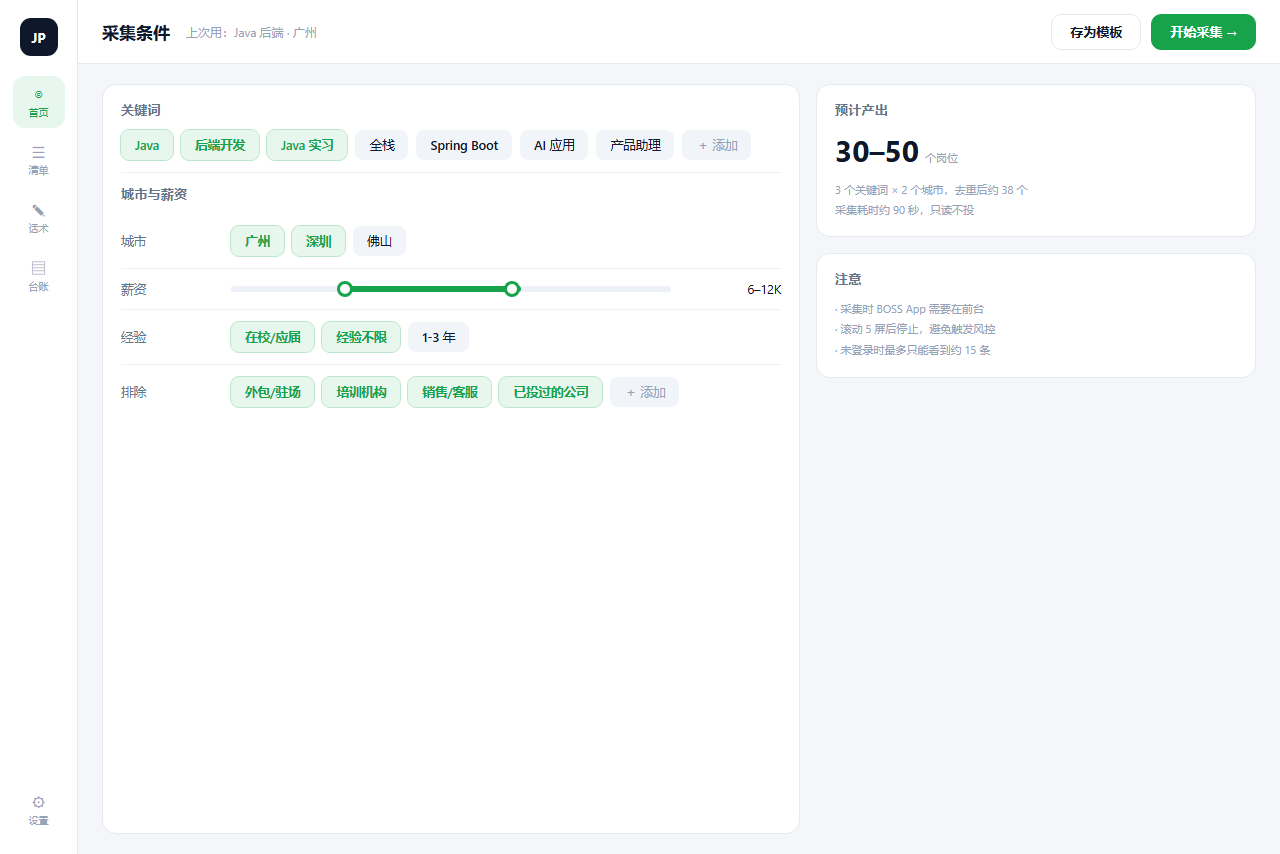 JP
首页
清单
话术
台账
设置
采集条件 上次用：Java 后端 · 广州
存为模板 开始采集 →
关键词
Java 后端开发 Java 实习 全栈 Spring Boot AI 应用 产品助理 ＋ 添加
城市与薪资
城市 广州 深圳 佛山
薪资 6–12K
经验 在校/应届 经验不限 1-3 年
排除 外包/驻场 培训机构 销售/客服 已投过的公司 ＋ 添加
预计产出
30–50 个岗位
3 个关键词 × 2 个城市，去重后约 38 个
采集耗时约 90 秒，只读不投
注意
· 采集时 BOSS App 需要在前台
· 滚动 5 屏后停止，避免触发风控
· 未登录时最多只能看到约 15 条